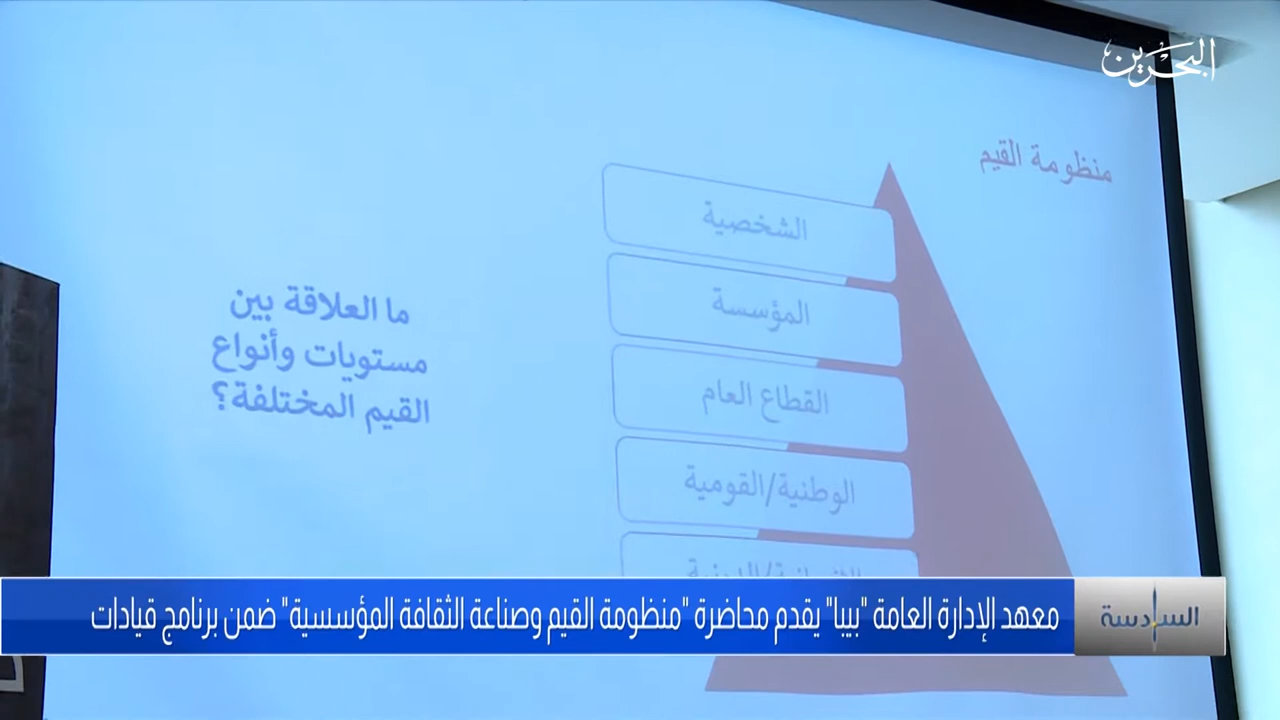 البحرين
منظومة القيم
الشخصية
المؤسسة
القطاع العام
الوطنية/القومية
ما العلاقة بين
مستويات وأنواع
القيم المختلفة؟
السادسة
معهد الإدارة العامة "بيبا" يقدم محاضرة "منظومة القيم وصناعة الثقافة المؤسسية" ضمن برنامج قيادات